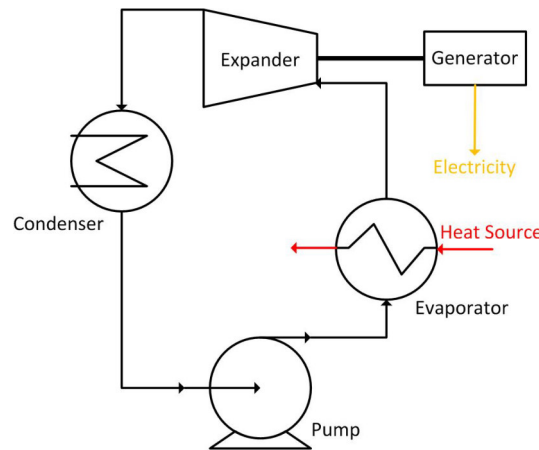 Expander
Generator
Electricity
Condenser
Heat Source
Evaporator
Pump